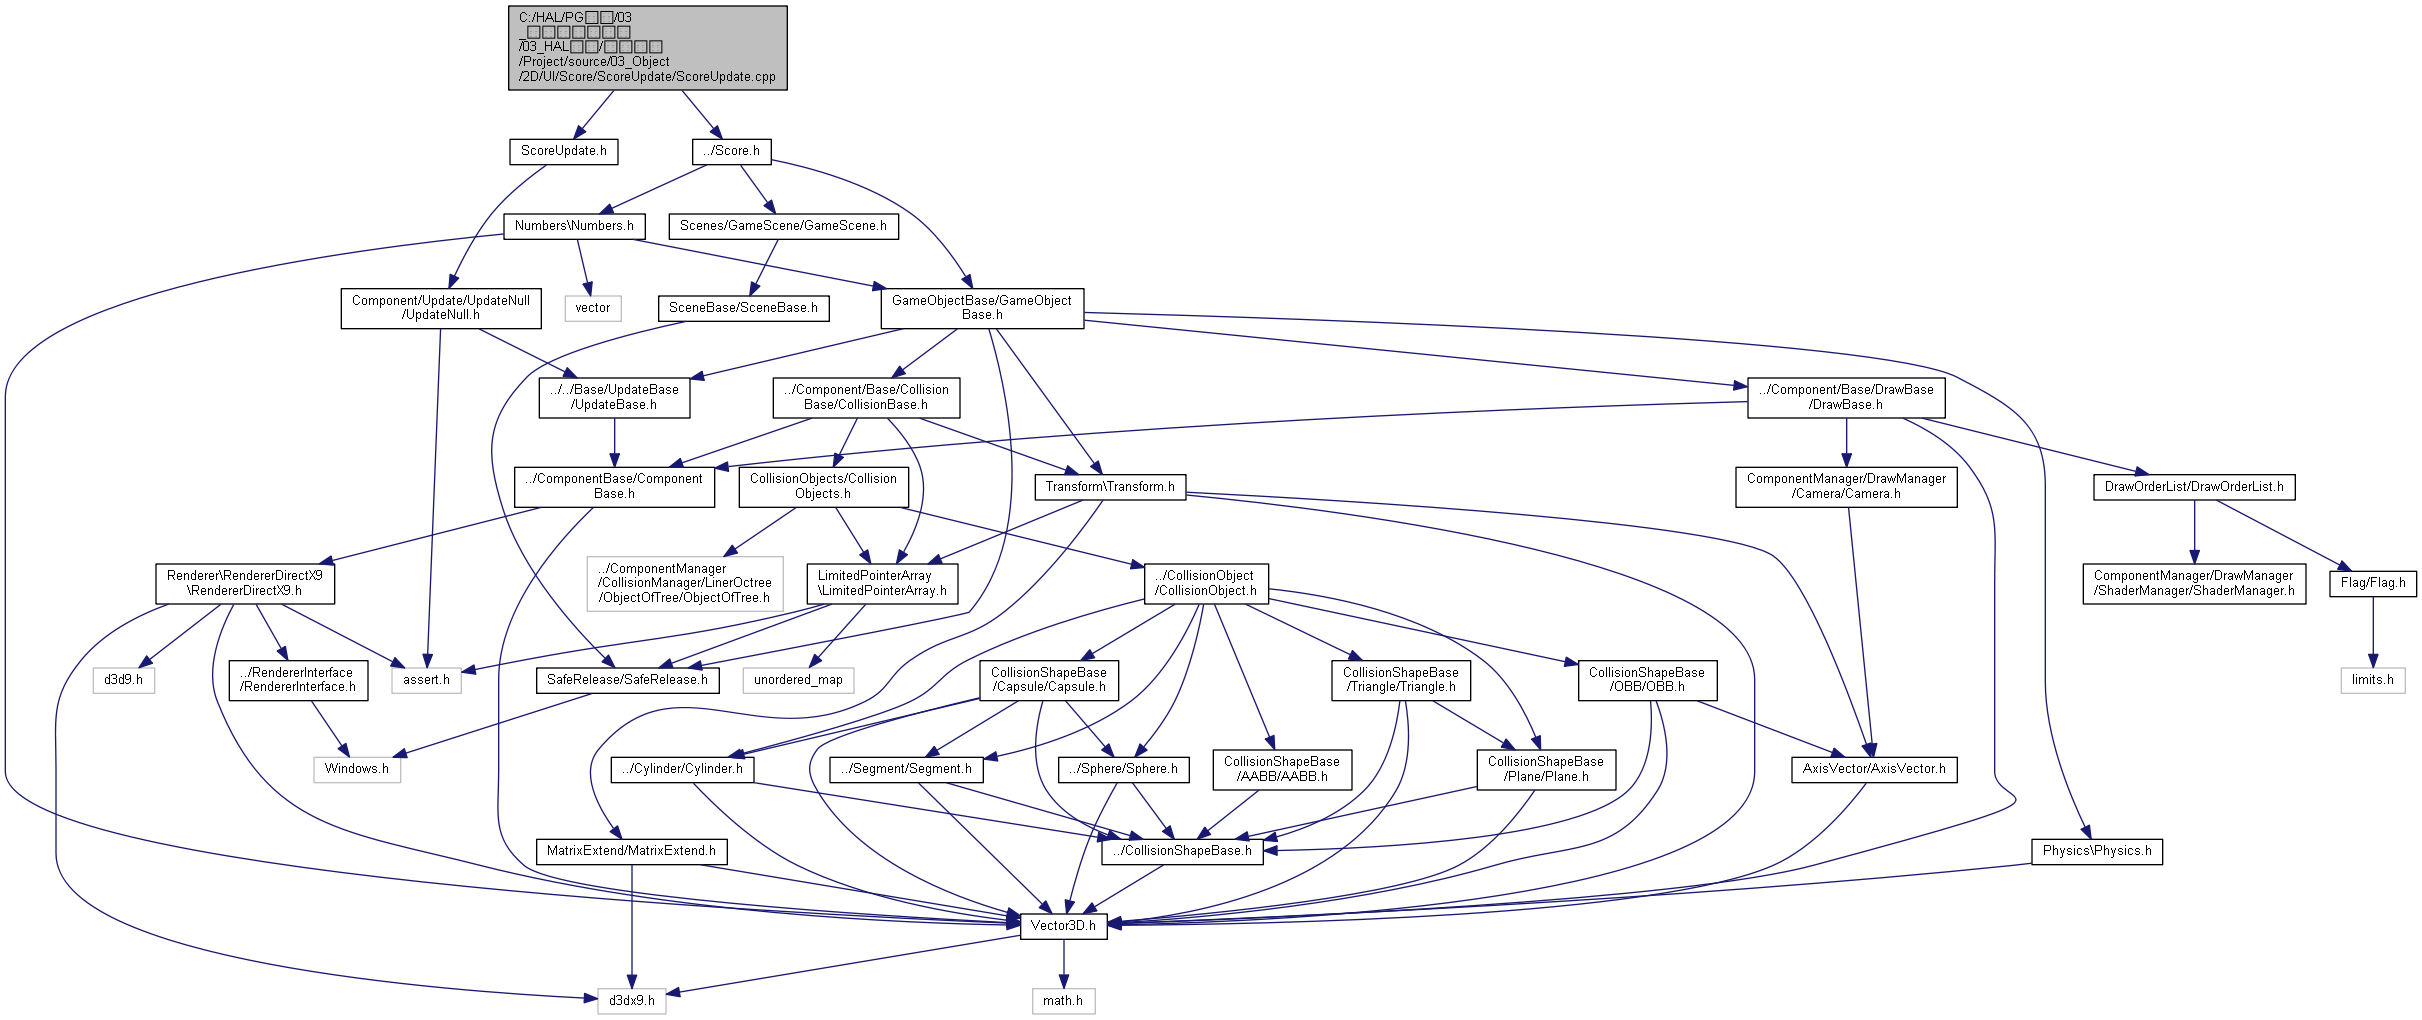 C:/HAL/PG□□/03
_□□□□□□□
/03_HAL□□/□□□□
/Project/source/03_Object
/2D/UI/Score/ScoreUpdate/ScoreUpdate.cpp
ScoreUpdate.h
../Score.h
Numbers\Numbers.h
Scenes/GameScene/GameScene.h
Component/Update/UpdateNull
/UpdateNull.h
vector
SceneBase/SceneBase.h
GameObjectBase/GameObject
Base.h
../../Base/UpdateBase
/UpdateBase.h
../Component/Base/Collision
Base/CollisionBase.h
../Component/Base/DrawBase
/DrawBase.h
../ComponentBase/Component
Base.h
CollisionObjects/Collision
Objects.h
Transform\Transform.h
ComponentManager/DrawManager
/Camera/Camera.h
DrawOrderList/DrawOrderList.h
Renderer\RendererDirectX9
\RendererDirectX9.h
../ComponentManager
/CollisionManager/LinerOctree
/ObjectOfTree/ObjectOfTree.h
LimitedPointerArray
\LimitedPointerArray.h
../CollisionObject
/CollisionObject.h
ComponentManager/DrawManager
/ShaderManager/ShaderManager.h
Flag/Flag.h
d3d9.h
../RendererInterface
/RendererInterface.h
assert.h
SafeRelease/SafeRelease.h
unordered_map
CollisionShapeBase
/Capsule/Capsule.h
CollisionShapeBase
/Triangle/Triangle.h
CollisionShapeBase
/OBB/OBB.h
limits.h
Windows.h
../Cylinder/Cylinder.h
../Segment/Segment.h
../Sphere/Sphere.h
CollisionShapeBase
/AABB/AABB.h
CollisionShapeBase
/Plane/Plane.h
AxisVector/AxisVector.h
MatrixExtend/MatrixExtend.h
../CollisionShapeBase.h
Physics\Physics.h
Vector3D.h
d3dx9.h
math.h